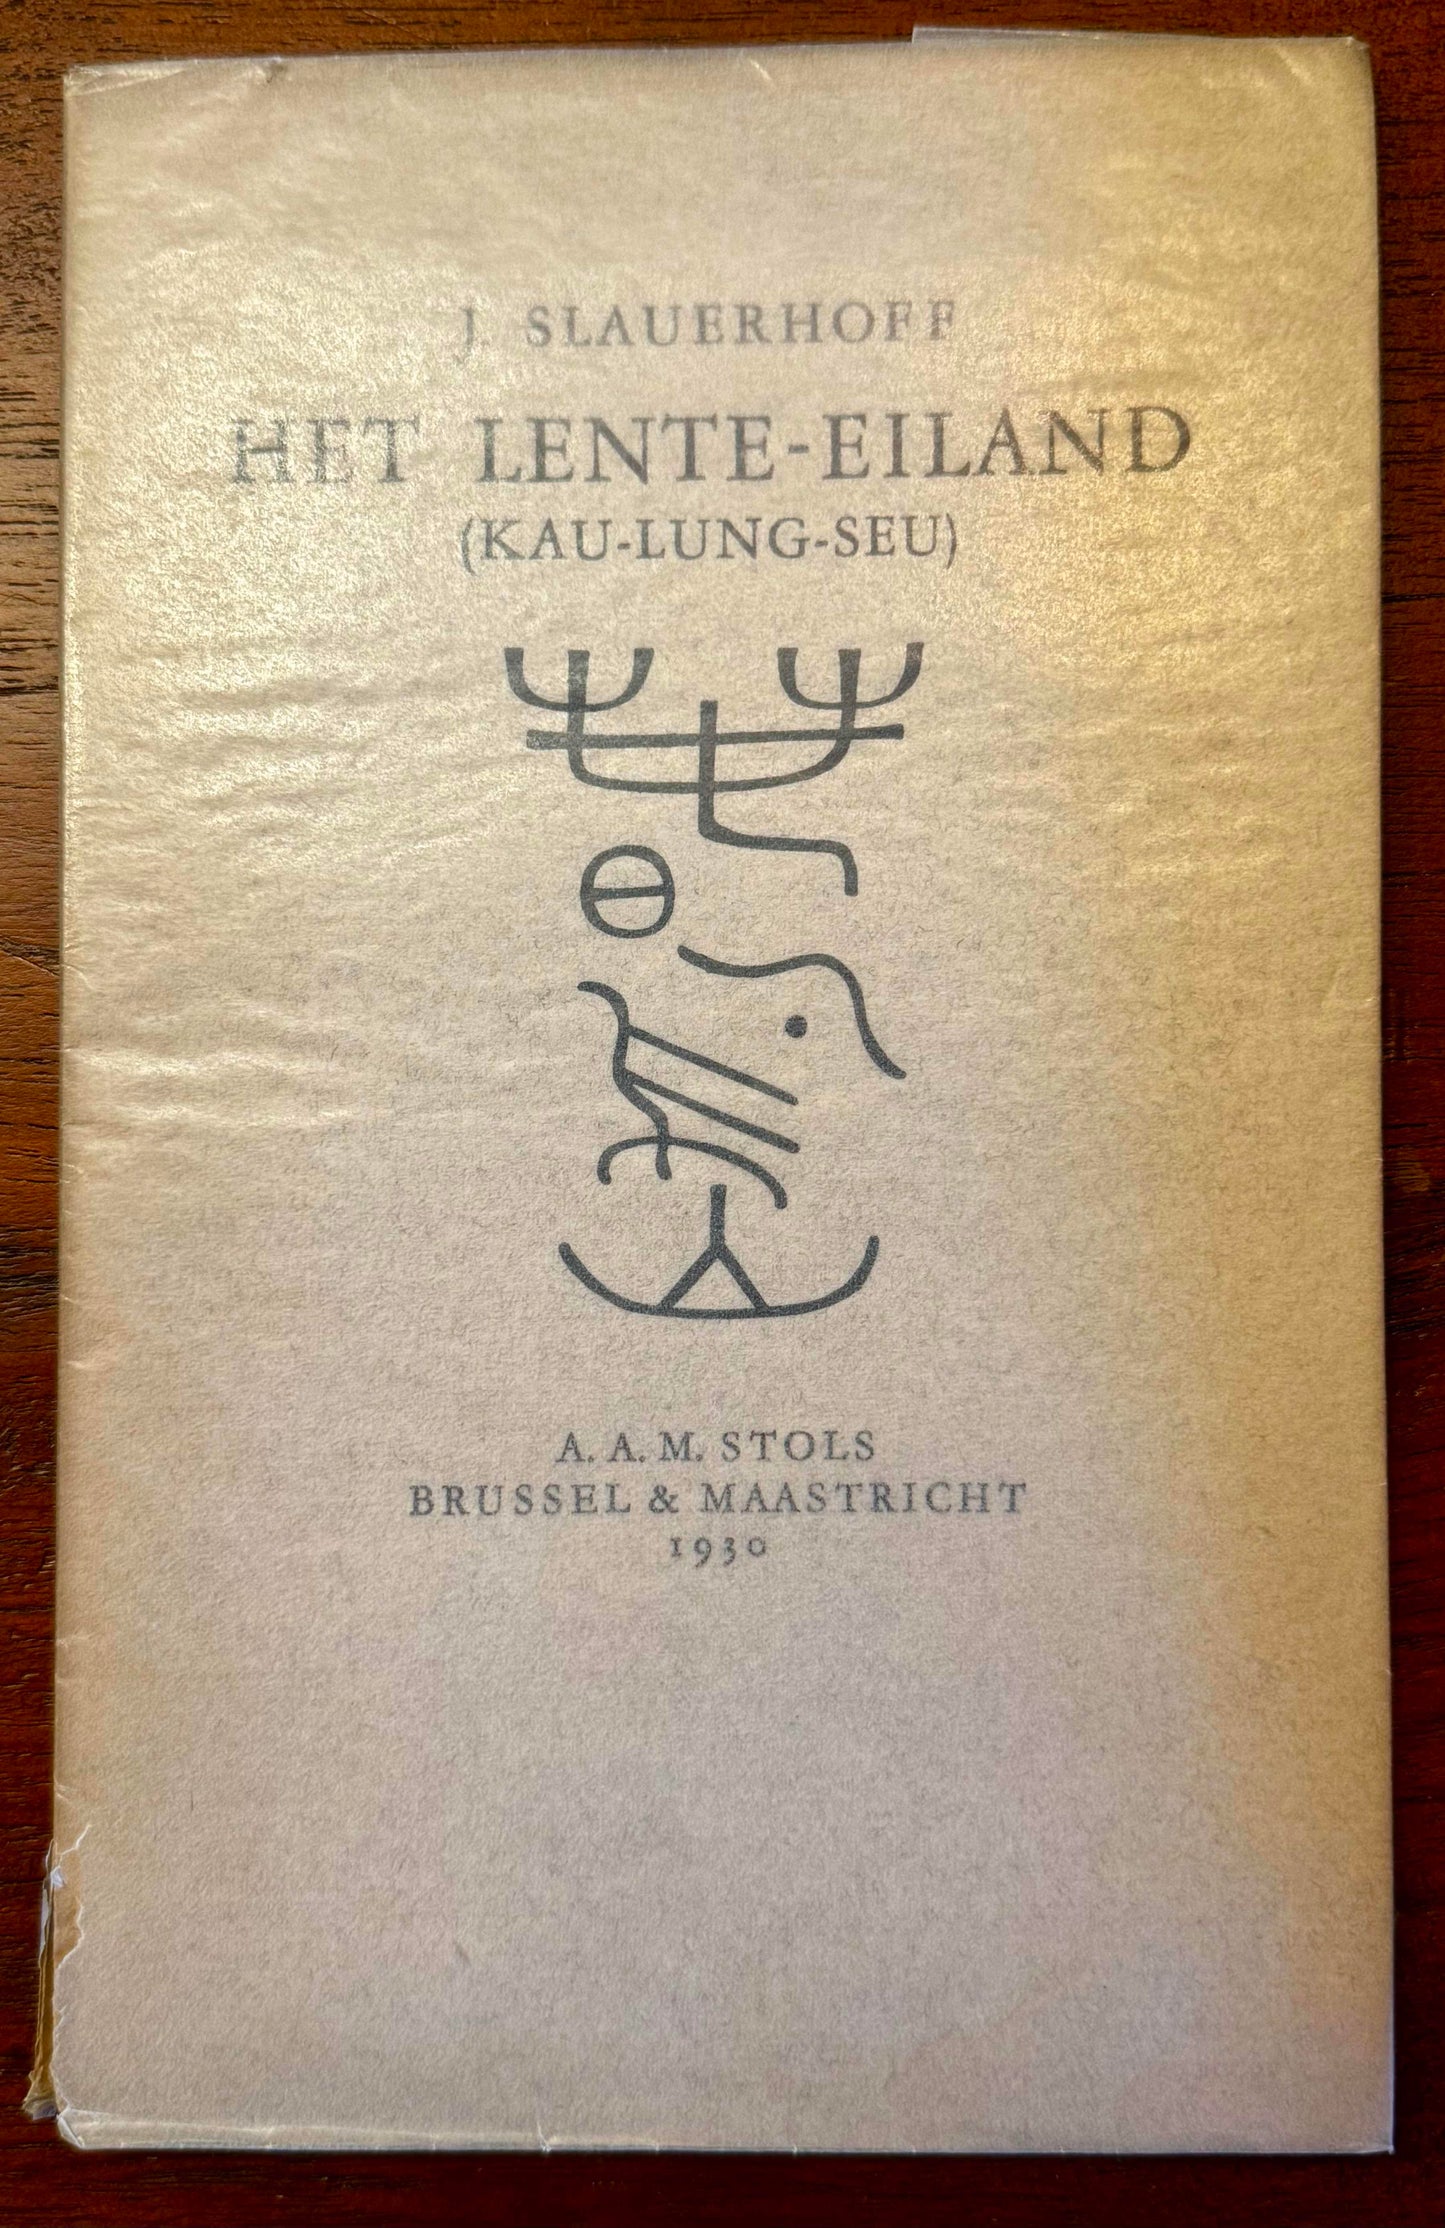 J. SLAUERHOFF
HET LENTE-EILAND
(KAU-LUNG-SEU)
A. A. M. STOLS
BRUSSEL & MAASTRICHT
1930